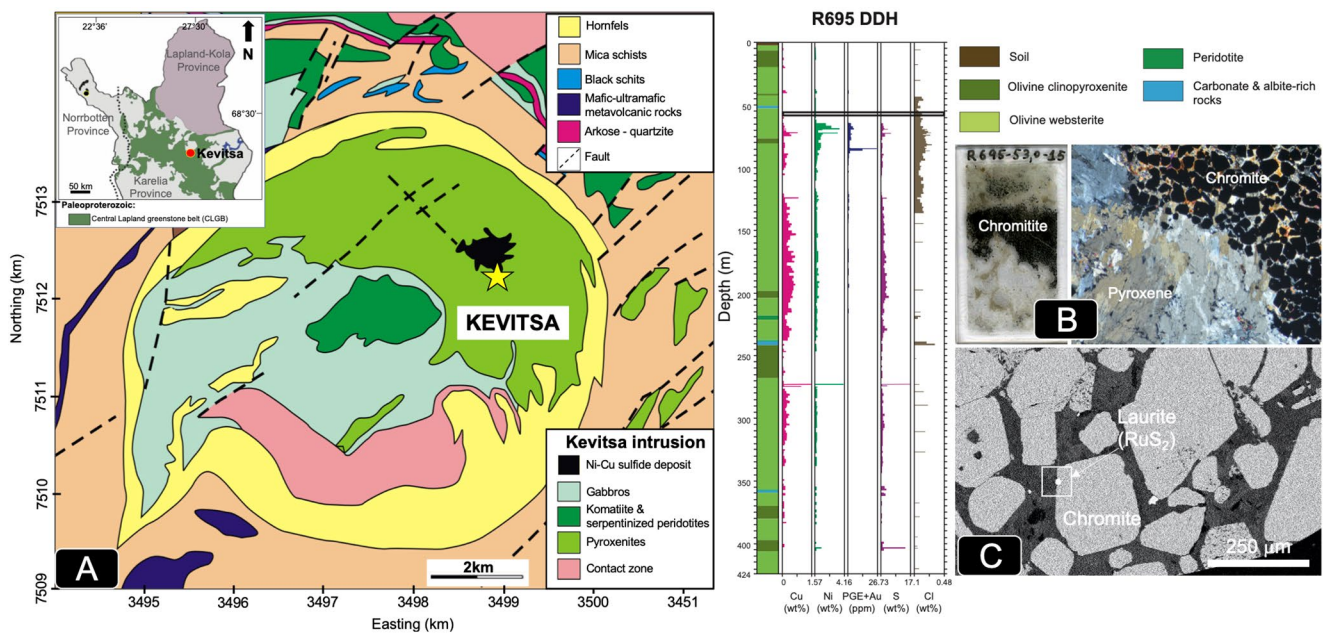 22°36'
27°30'
N
Lapland-Kola
Province
68°30'
Norrbotten
Province
Kevitsa
Karelia
Province
50 km
Paleoproterozoic:
Central Lapland greenstone belt (CLGB)
Hornfels
Mica schists
Black schits
Mafic-ultramafic
metavolcanic rocks
Arkose - quartzite
Fault
KEVITSA
Kevitsa intrusion
Ni-Cu sulfide deposit
Gabbros
Komatiite &
serpentinized peridotites
Pyroxenites
Contact zone
A
2km
Northing (km)
7513
7512
7511
7510
7509
3495
3496
3497
3498
3499
3500
3451
Easting (km)
R695 DDH
Depth (m)
0
50
100
150
200
250
300
350
400
424
0 1.57 4.16 26.73 17.1 0.48
Cu
(wt%)
Ni
(wt%)
PGE+Au
(ppm)
S
(wt%)
Cl
(wt%)
Soil
Olivine clinopyroxenite
Olivine websterite
Peridotite
Carbonate & albite-rich
rocks
R695-53,0-15
Chromitite
Chromite
Pyroxene
B
Laurite
(RuS2)
Chromite
250 µm
C